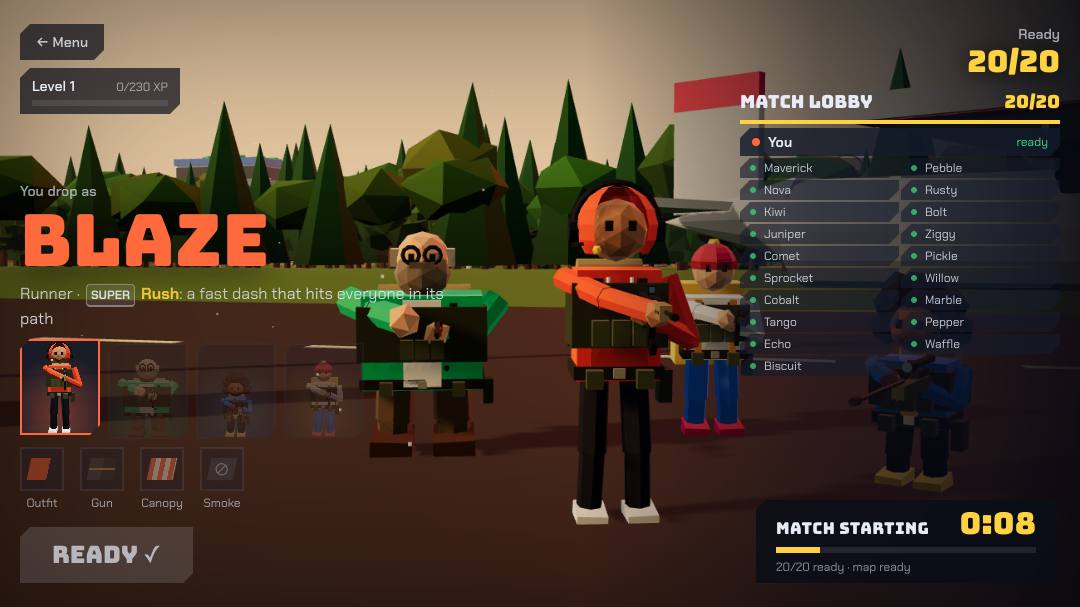 ← Menu
Level 1 0/230 XP
Ready
20/20
MATCH LOBBY 20/20
You ready
Maverick Pebble
Nova Rusty
Kiwi Bolt
Juniper Ziggy
Comet Pickle
Sprocket Willow
Cobalt Marble
Tango Pepper
Echo Waffle
Biscuit
You drop as
BLAZE
Runner · SUPER Rush: a fast dash that hits everyone in its
path
Outfit Gun Canopy Smoke
READY ✓
MATCH STARTING 0:08
20/20 ready · map ready